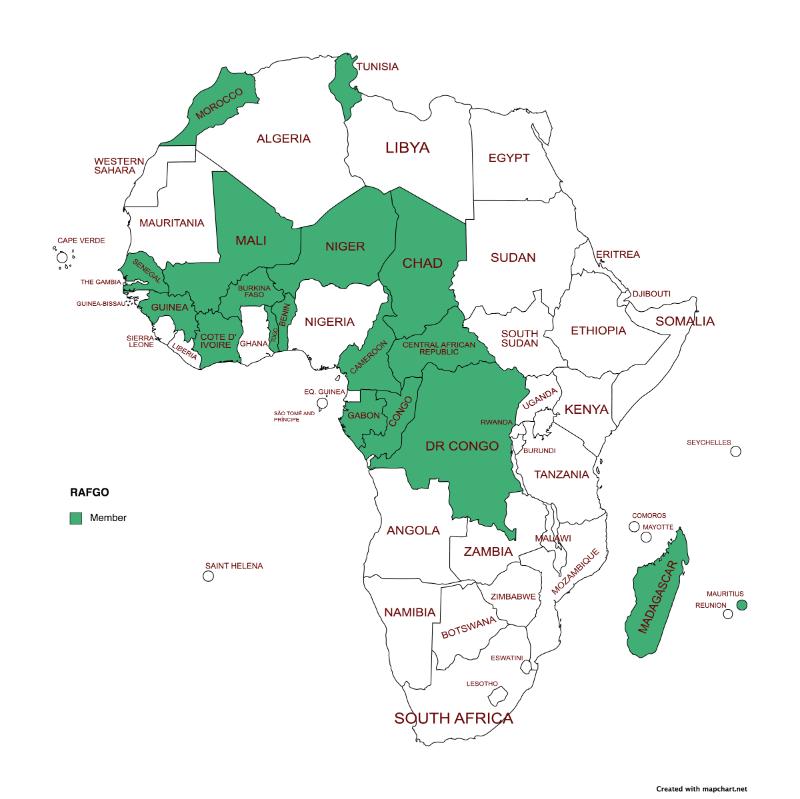 TUNISIA
MOROCCO
ALGERIA
LIBYA
EGYPT
WESTERN
SAHARA
MAURITANIA
MALI
NIGER
CHAD
SUDAN
ERITREA
CAPE VERDE
SENEGAL
THE GAMBIA
GUINEA-BISSAU
GUINEA
BURKINA
FASO
BENIN
TOGO
NIGERIA
DJIBOUTI
SOMALIA
ETHIOPIA
SIERRA
LEONE
LIBERIA
COTE D'
IVOIRE
GHANA
CAMEROON
CENTRAL AFRICAN
REPUBLIC
SOUTH
SUDAN
EQ. GUINEA
SÃO TOMÉ AND
PRÍNCIPE
GABON
CONGO
DR CONGO
UGANDA
KENYA
RWANDA
BURUNDI
TANZANIA
SEYCHELLES
RAFGO
Member
ANGOLA
ZAMBIA
MALAWI
MOZAMBIQUE
COMOROS
MAYOTTE
SAINT HELENA
MADAGASCAR
MAURITIUS
REUNION
NAMIBIA
ZIMBABWE
BOTSWANA
ESWATINI
LESOTHO
SOUTH AFRICA
Created with mapchart.net